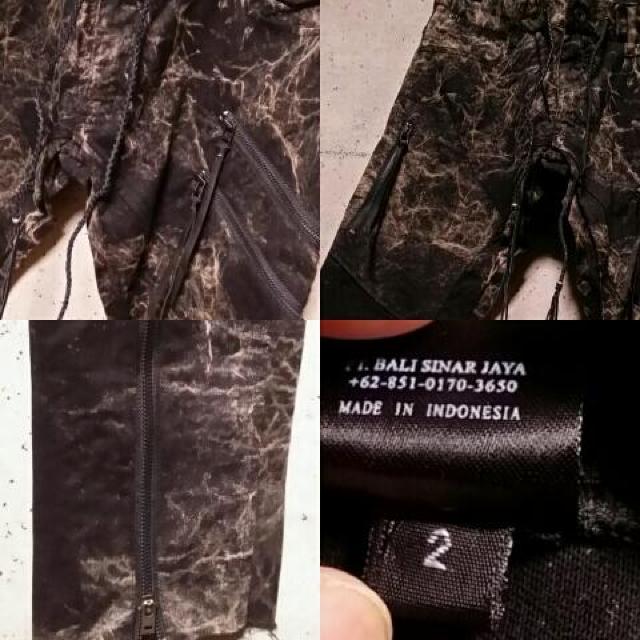 BALI SINAR JAYA
+62-851-0170-3650
MADE IN INDONESIA
2